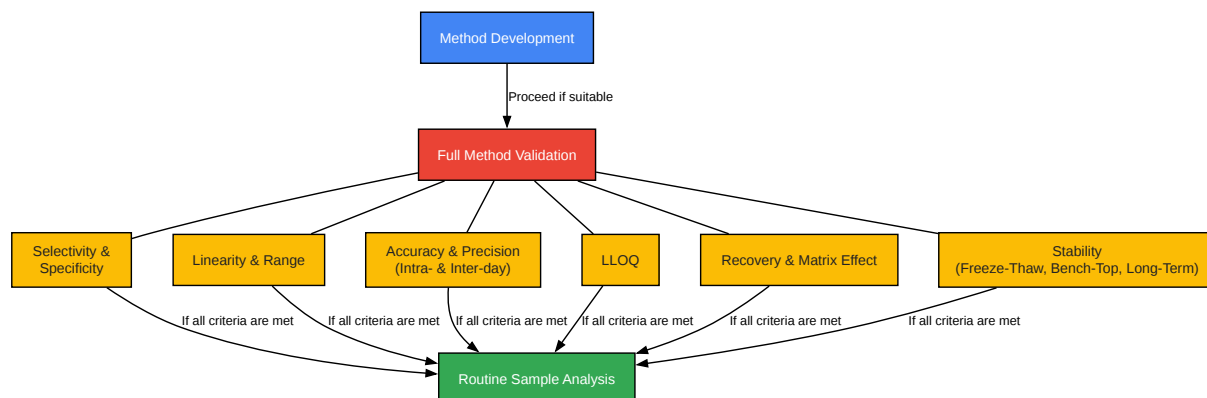 Method Development
Proceed if suitable
Full Method Validation
Selectivity &
Specificity
Linearity & Range
Accuracy & Precision
(Intra- & Inter-day)
LLOQ
Recovery & Matrix Effect
Stability
(Freeze-Thaw, Bench-Top, Long-Term)
If all criteria are met
If all criteria are met
If all criteria are met
If all criteria are met
If all criteria are met
If all criteria are met
Routine Sample Analysis